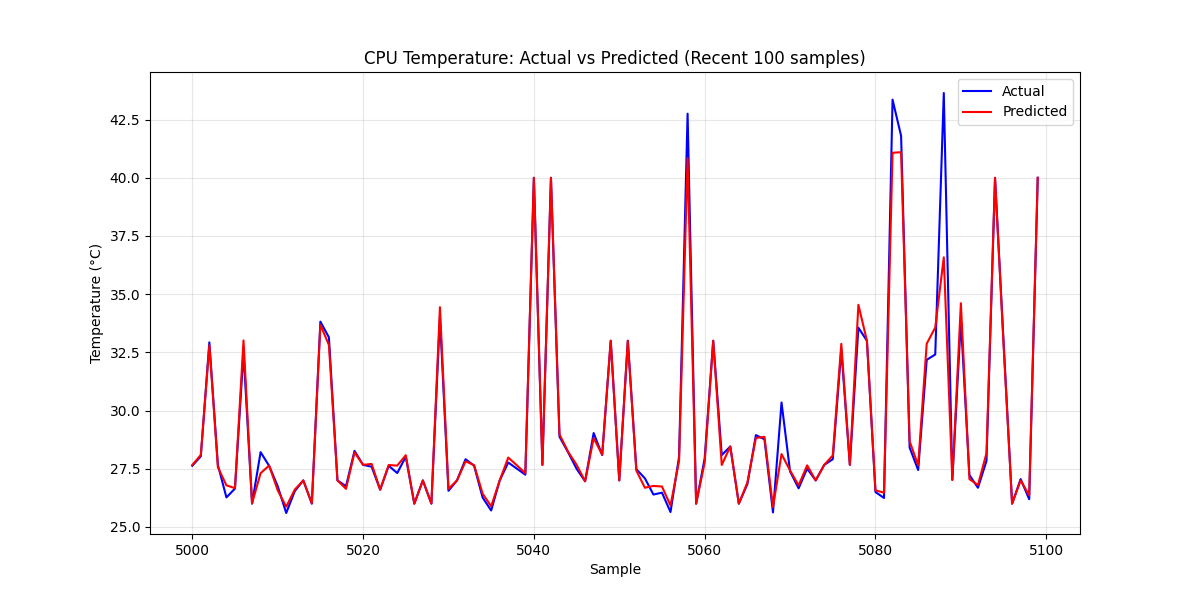 CPU Temperature: Actual vs Predicted (Recent 100 samples)
Actual
Predicted
42.5
40.0
37.5
35.0
32.5
30.0
27.5
25.0
Temperature (°C)
5000 5020 5040 5060 5080 5100
Sample